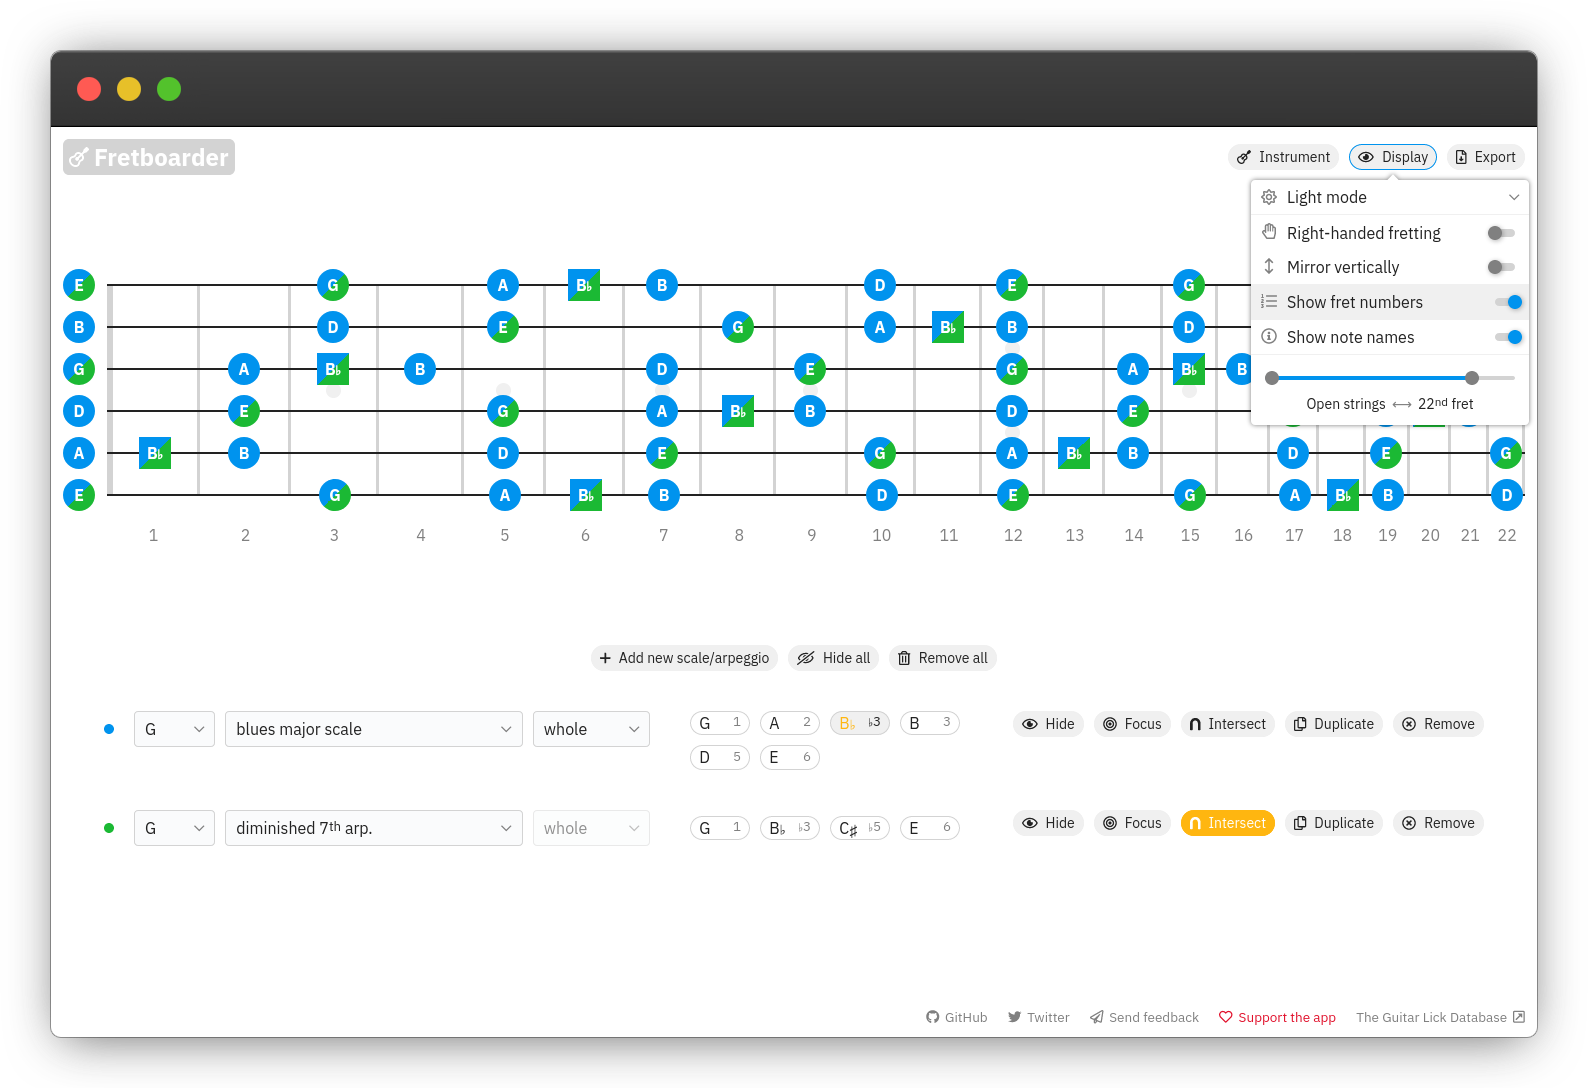 Fretboarder
Instrument Display Export
Light mode
Right-handed fretting
Mirror vertically
Show fret numbers
Show note names
Open strings ⟷ 22nd fret
E G A B♭ B D E G
B D E G A B♭ B D
G A B♭ B D E G A B♭ B
D E G A B♭ B D E
A B♭ B D E G A B♭ B D E G
E G A B♭ B D E G A B♭ B D
1 2 3 4 5 6 7 8 9 10 11 12 13 14 15 16 17 18 19 20 21 22
+ Add new scale/arpeggio Hide all Remove all
G blues major scale whole G 1 A 2 B♭ ♭3 B 3 Hide Focus Intersect Duplicate Remove
D 5 E 6
G diminished 7th arp. whole G 1 B♭ ♭3 C♯ ♭5 E 6 Hide Focus Intersect Duplicate Remove
GitHub Twitter Send feedback Support the app The Guitar Lick Database